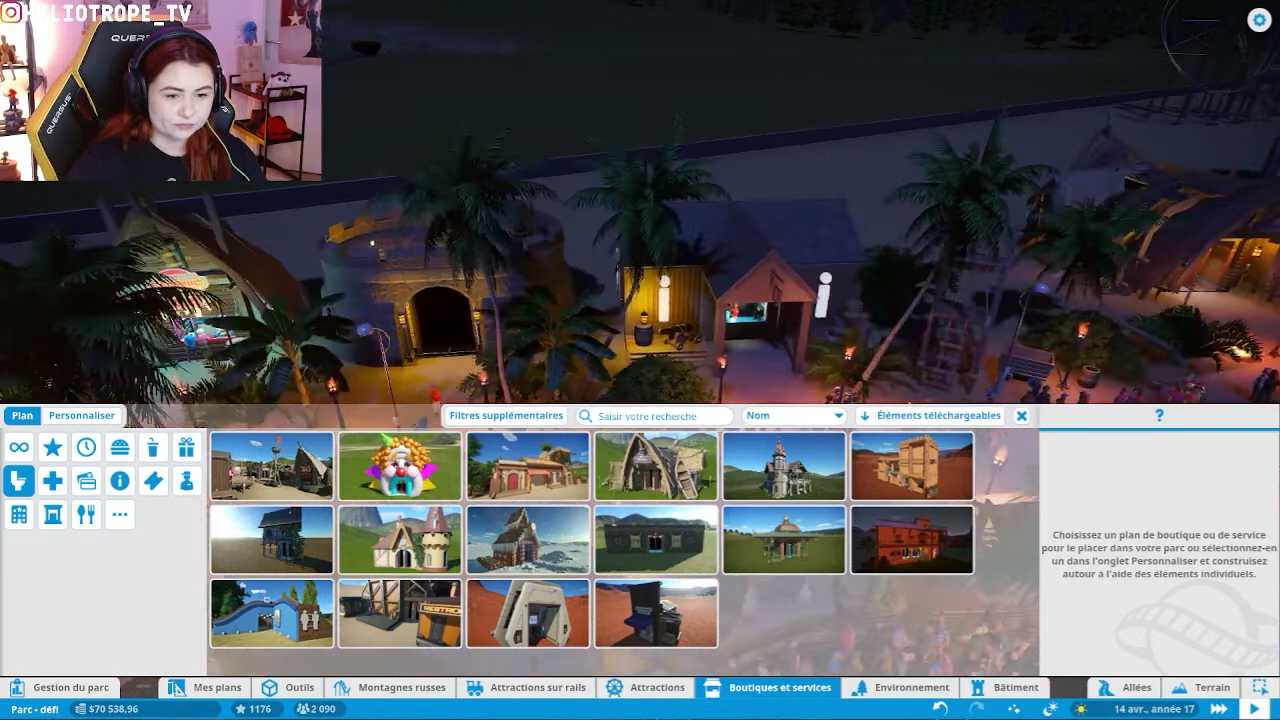 HELIOTROPE_TV
QUERSUS
QUERSUS
Plan
Personnaliser
Filtres supplémentaires
Saisir votre recherche
Nom
Éléments téléchargeables
?
Choisissez un plan de boutique ou de service
pour le placer dans votre parc ou sélectionnez-en
un dans l'onglet Personnaliser et construisez
autour à l'aide des éléments individuels.
Gestion du parc
Mes plans
Outils
Montagnes russes
Attractions sur rails
Attractions
Boutiques et services
Environnement
Bâtiment
Allées
Terrain
Parc - défi
$70 538,96
1176
2 090
14 avr., année 17